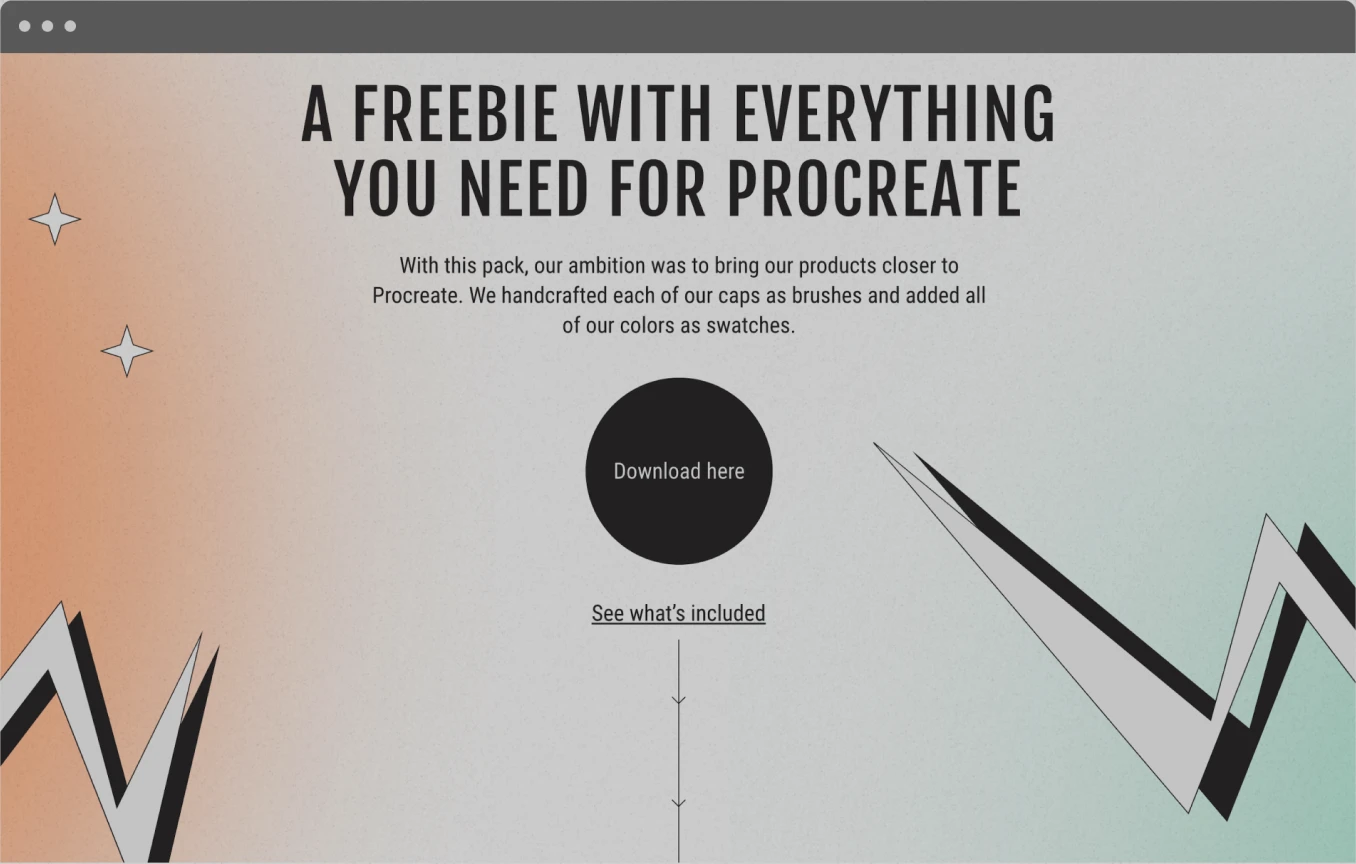 A FREEBIE WITH EVERYTHING
YOU NEED FOR PROCREATE
With this pack, our ambition was to bring our products closer to
Procreate. We handcrafted each of our caps as brushes and added all
of our colors as swatches.
Download here
See what’s included